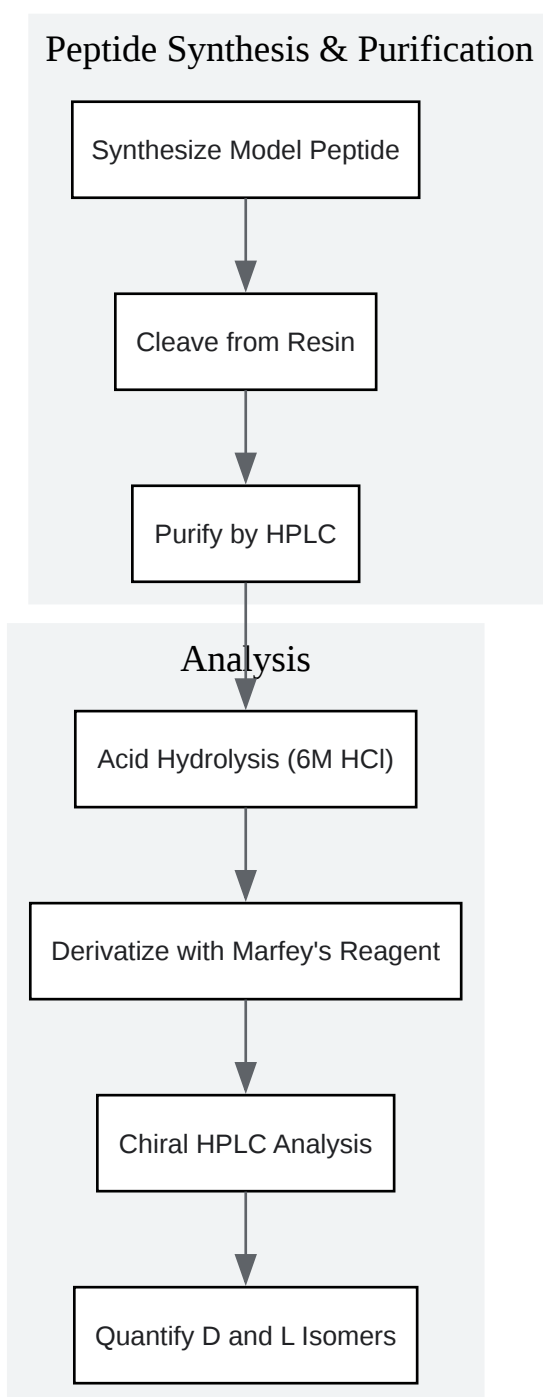 Peptide Synthesis & Purification
Synthesize Model Peptide
Cleave from Resin
Purify by HPLC
Analysis
Acid Hydrolysis (6M HCl)
Derivatize with Marfey's Reagent
Chiral HPLC Analysis
Quantify D and L Isomers